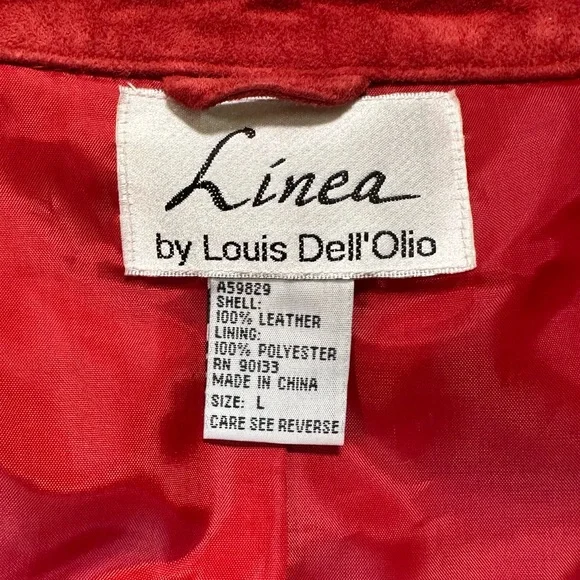 Linea
by Louis Dell'Olio
A59829
SHELL:
100% LEATHER
LINING:
100% POLYESTER
RN 90133
MADE IN CHINA
SIZE: L
CARE SEE REVERSE